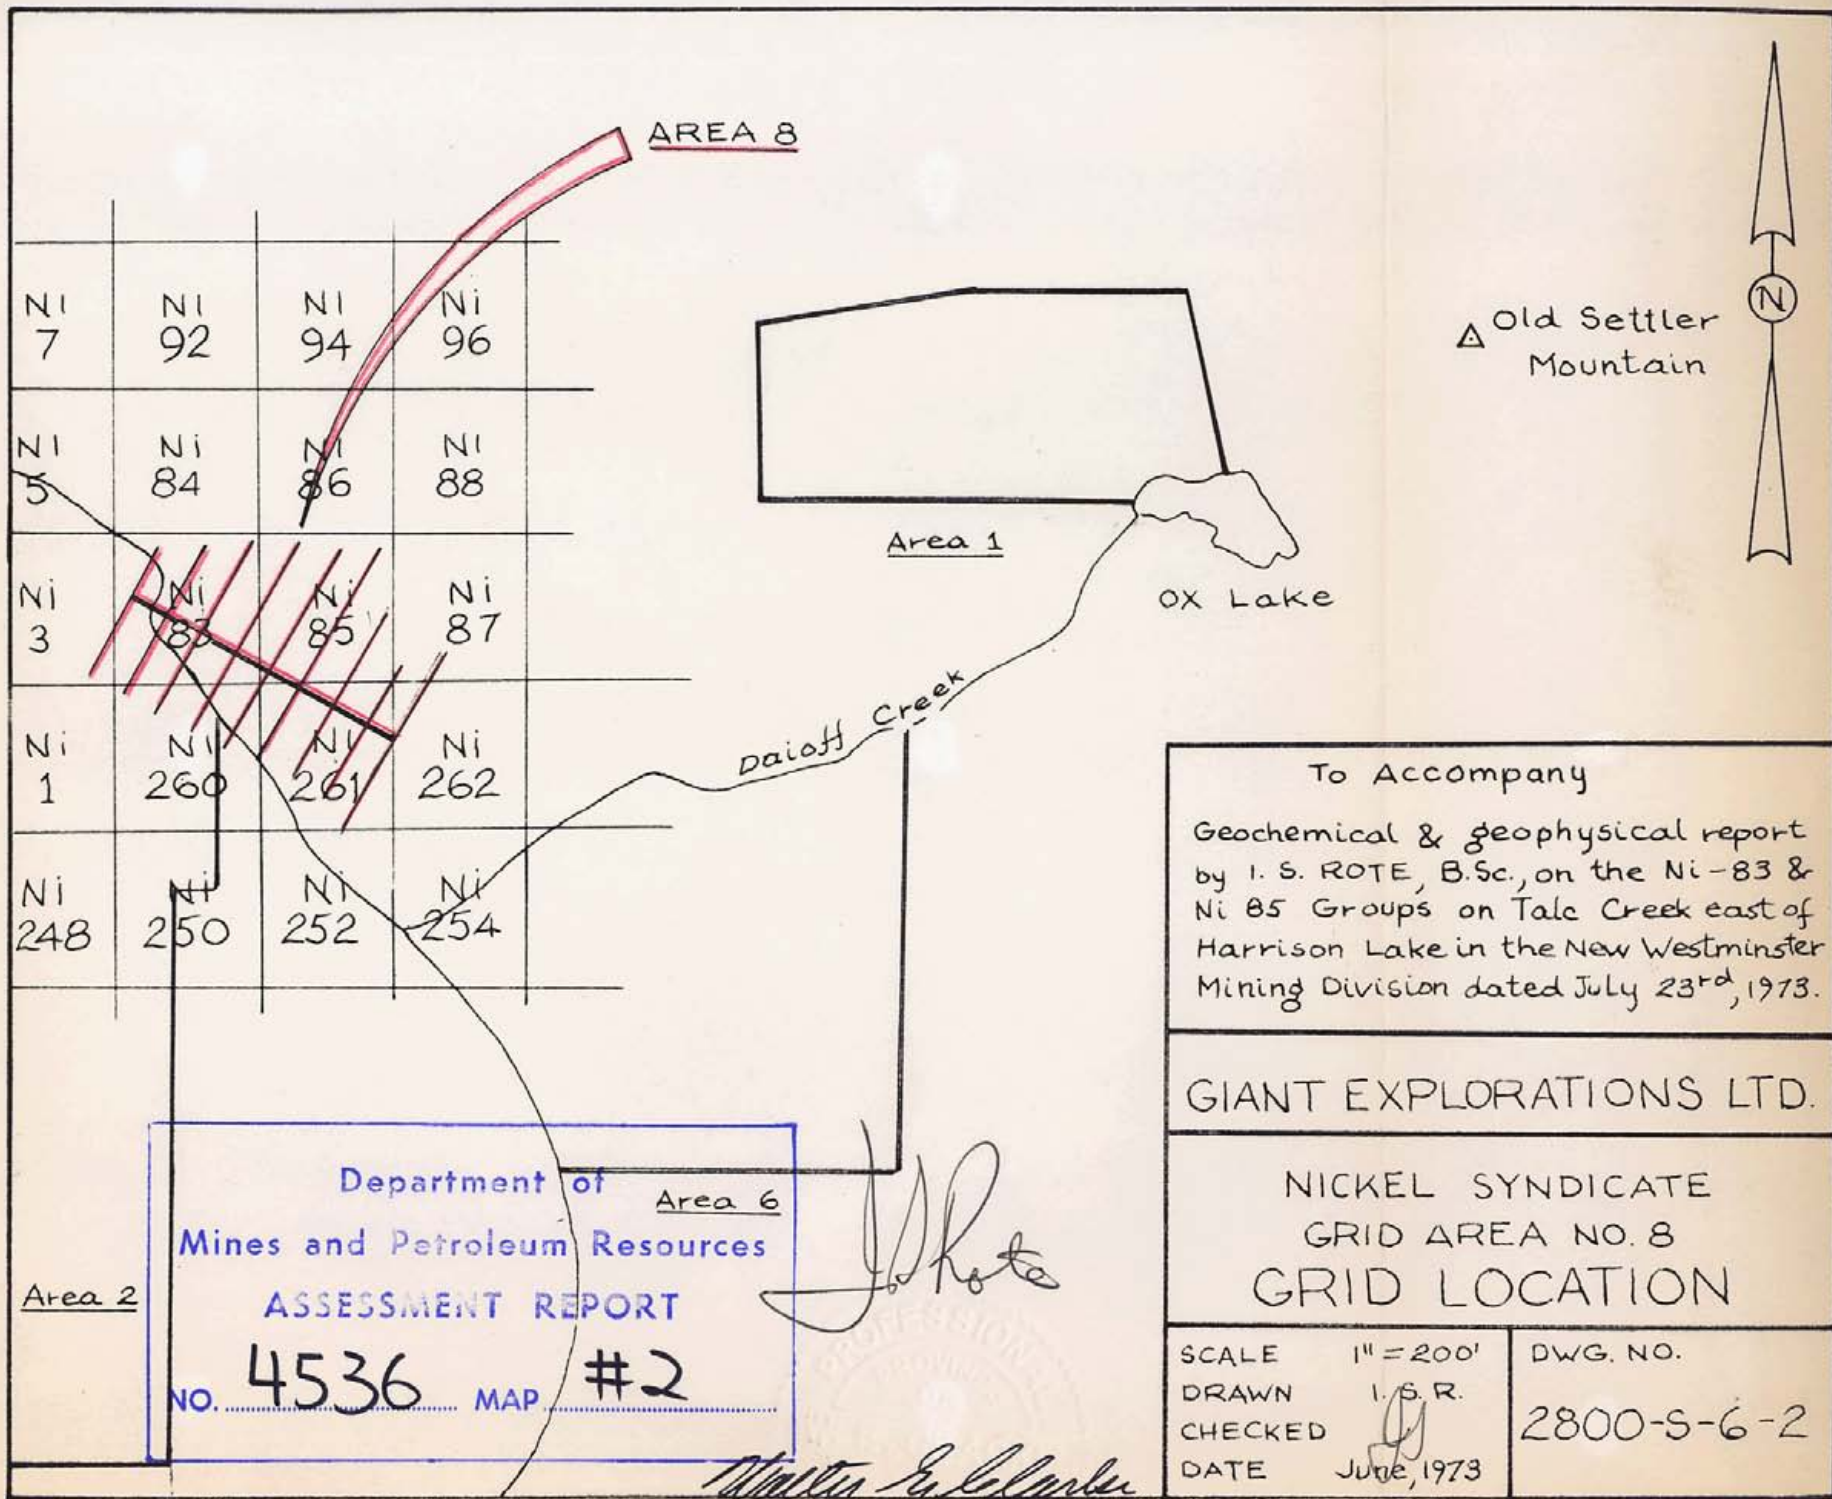 AREA 8
Ni 7
Ni 92
Ni 94
Ni 96
Old Settler
Mountain
N
Ni 5
Ni 84
Ni 86
Ni 88
Area 1
Ni 3
Ni 83
Ni 85
Ni 87
OX Lake
Daioff Creek
Ni 1
Ni 260
Ni 261
Ni 262
Ni 248
Ni 250
Ni 252
Ni 254
Area 6
Area 2
Department of
Mines and Petroleum Resources
ASSESSMENT REPORT
NO. 4536 MAP #2
To Accompany
Geochemical & geophysical report
by I. S. ROTE, B.Sc., on the Ni-83 &
Ni 85 Groups on Talc Creek east of
Harrison Lake in the New Westminster
Mining Division dated July 23rd, 1973.
GIANT EXPLORATIONS LTD.
NICKEL SYNDICATE
GRID AREA NO. 8
GRID LOCATION
SCALE 1" = 200'
DRAWN I. S. R.
CHECKED
DATE June, 1973
DWG. NO.
2800-S-6-2